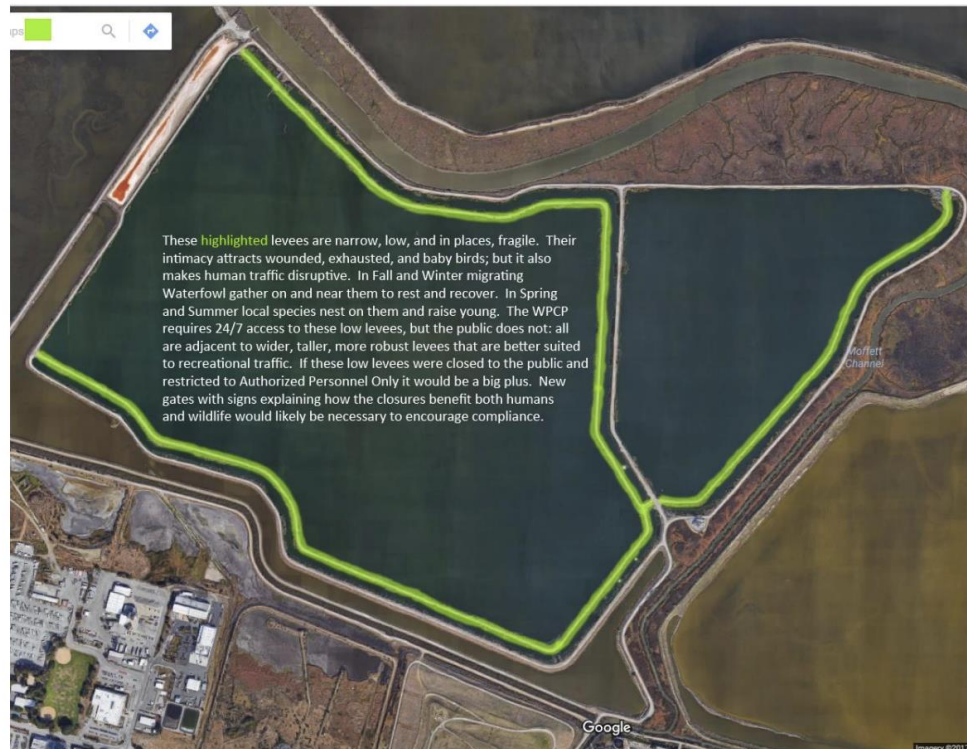 aps
These highlighted levees are narrow, low, and in places, fragile. Their
intimacy attracts wounded, exhausted, and baby birds; but it also
makes human traffic disruptive. In Fall and Winter migrating
Waterfowl gather on and near them to rest and recover. In Spring
and Summer local species nest on them and raise young. The WPCP
requires 24/7 access to these low levees, but the public does not: all
are adjacent to wider, taller, more robust levees that are better suited
to recreational traffic. If these low levees were closed to the public and
restricted to Authorized Personnel Only it would be a big plus. New
gates with signs explaining how the closures benefit both humans
and wildlife would likely be necessary to encourage compliance.
Moffett
Channel
Google
Imagery ©201